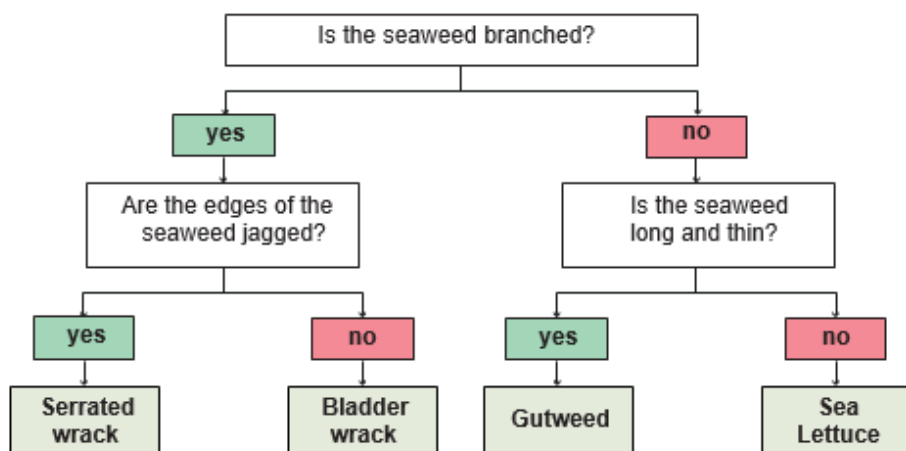 Is the seaweed branched?
yes
no
Are the edges of the
seaweed jagged?
Is the seaweed
long and thin?
yes
no
yes
no
Serrated
wrack
Bladder
wrack
Gutweed
Sea
Lettuce